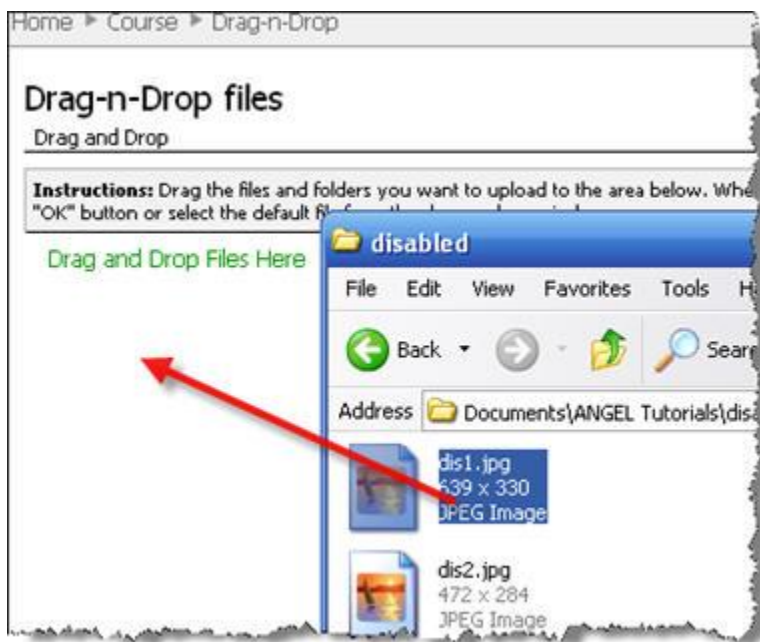 Home ▶ Course ▶ Drag-n-Drop
Drag-n-Drop files
Drag and Drop
Instructions: Drag the files and folders you want to upload to the area below.
"OK" button or select the default
Drag and Drop Files Here
disabled
File Edit View Favorites Tools
Back
Address Documents\ANGEL Tutorials\
dis1.jpg
639 x 330
JPEG Image
dis2.jpg
472 x 284
JPEG Image